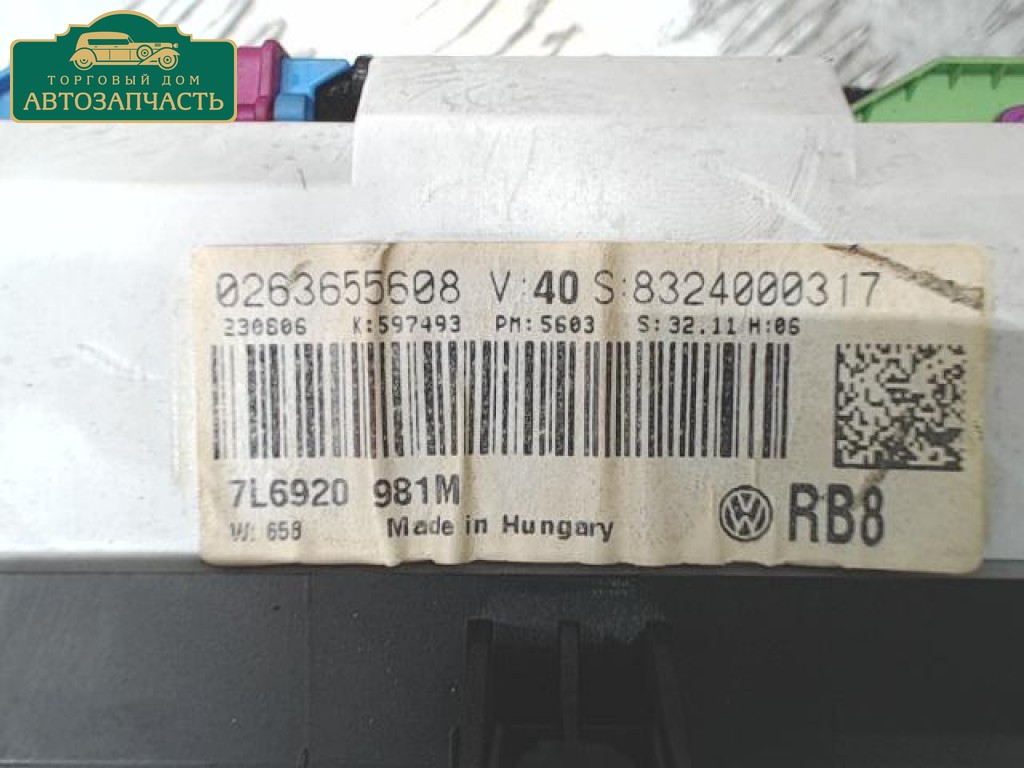 ТОРГОВЫЙ ДОМ
АВТОЗАПЧАСТЬ
0263655608 V:40 S:8324000317
230806 K:597493 PM:5603 S:32.11 H:06
7L6920 981M
W: 658 Made in Hungary
RB8